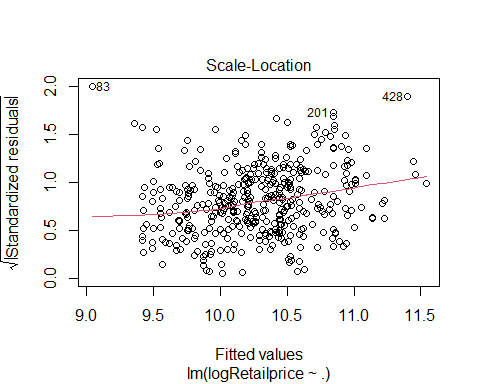 Scale-Location
√|Standardized residuals|
2.0
1.5
1.0
0.5
0.0
83
201
428
9.0 9.5 10.0 10.5 11.0 11.5
Fitted values
lm(logRetailprice ~ .)